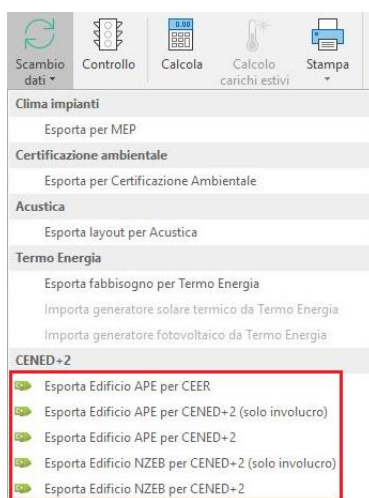 0.00
Scambio dati
Controllo
Calcola
Calcolo carichi estivi
Stampa
Clima impianti
Esporta per MEP
Certificazione ambientale
Esporta per Certificazione Ambientale
Acustica
Esporta layout per Acustica
Termo Energia
Esporta fabbisogno per Termo Energia
Importa generatore solare termico da Termo Energia
Importa generatore fotovoltaico da Termo Energia
CENED+2
Esporta Edificio APE per CEER
Esporta Edificio APE per CENED+2 (solo involucro)
Esporta Edificio APE per CENED+2
Esporta Edificio NZEB per CENED+2 (solo involucro)
Esporta Edificio NZEB per CENED+2